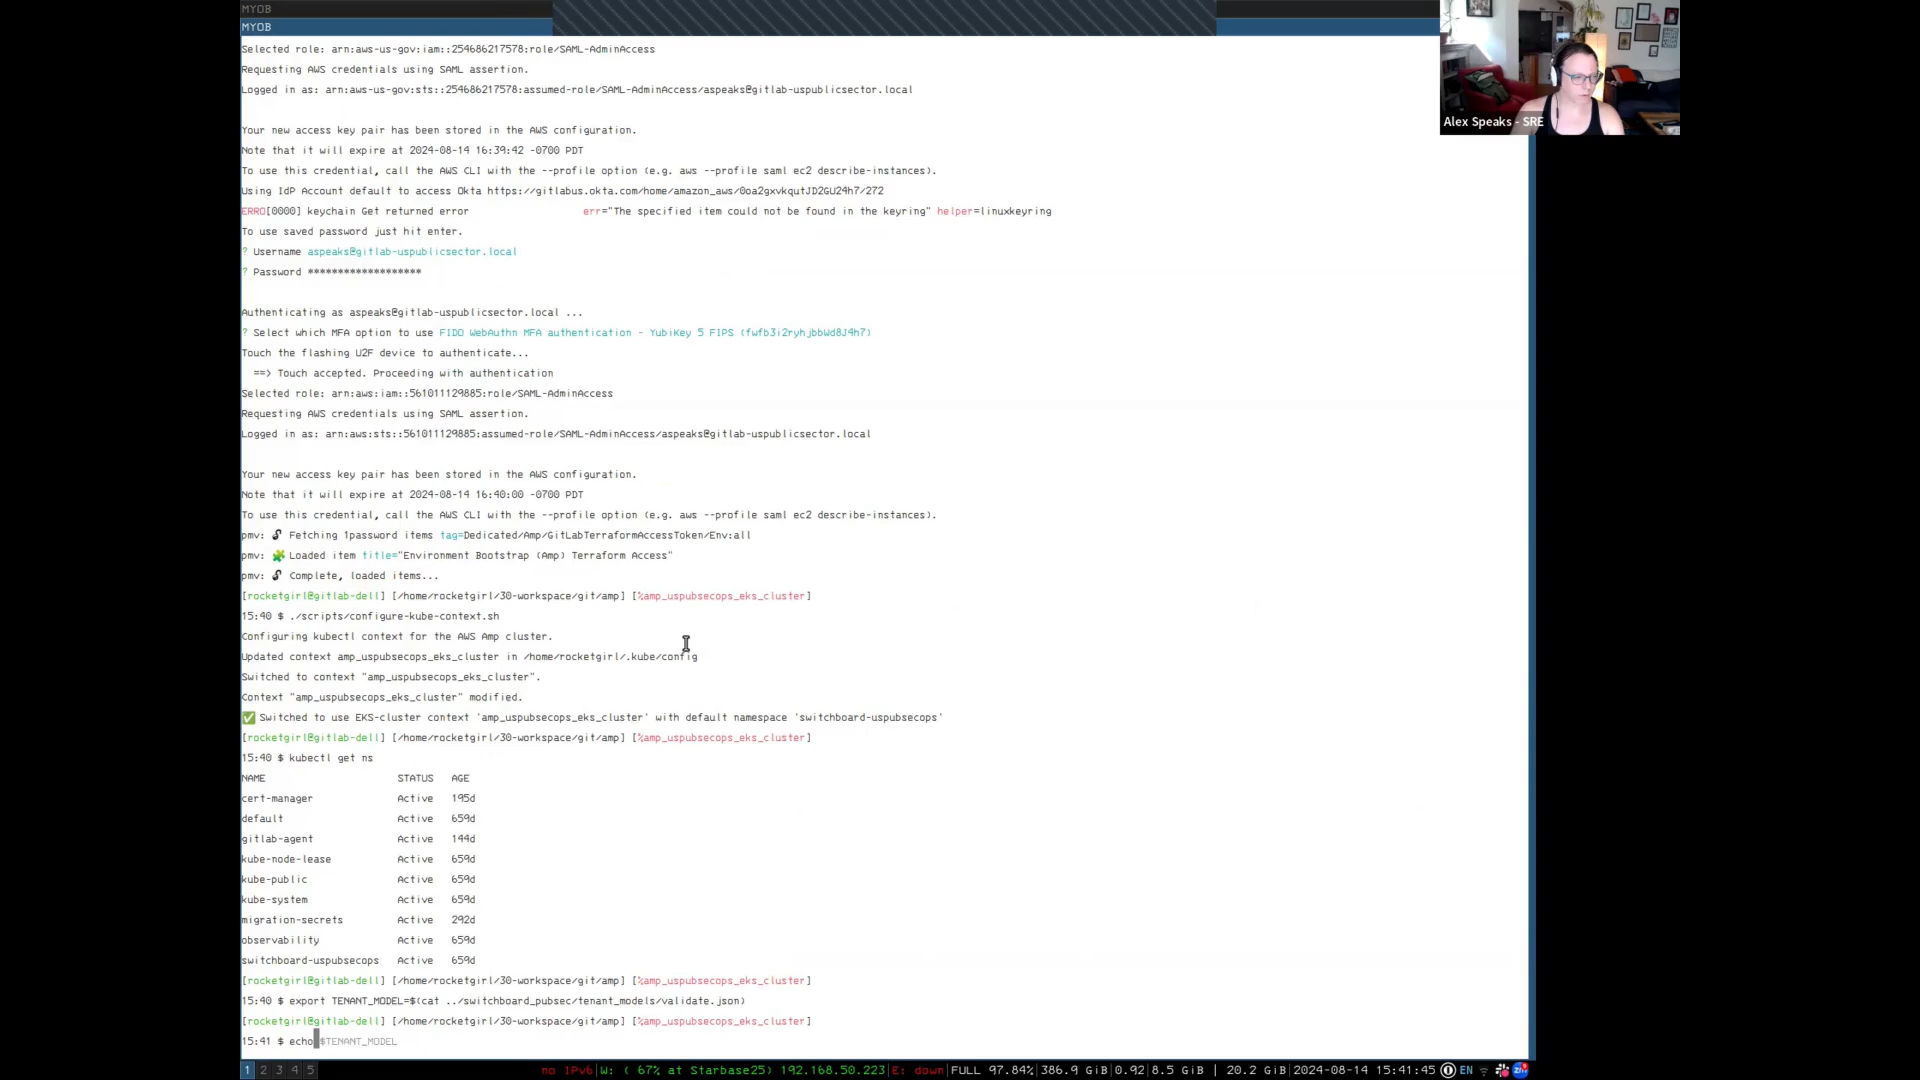 MYOB
MYOB
Selected role: arn:aws-us-gov:iam::254686217578:role/SAML-AdminAccess
Requesting AWS credentials using SAML assertion.
Logged in as: arn:aws-us-gov:sts::254686217578:assumed-role/SAML-AdminAccess/aspeaks@gitlab-uspublicsector.local
Alex Speaks - SRE
Your new access key pair has been stored in the AWS configuration.
Note that it will expire at 2024-08-14 16:39:42 -0700 PDT
To use this credential, call the AWS CLI with the --profile option (e.g. aws --profile saml ec2 describe-instances).
Using IdP Account default to access Okta https://gitlabus.okta.com/home/amazon_aws/0oa2gxvkqutJD2GU24h7/272
ERRO[0000] keychain Get returned error err="The specified item could not be found in the keyring" helper=linuxkeyring
To use saved password just hit enter.
? Username aspeaks@gitlab-uspublicsector.local
? Password *******************
Authenticating as aspeaks@gitlab-uspublicsector.local ...
? Select which MFA option to use FIDO WebAuthn MFA authentication - YubiKey 5 FIPS (fwfb3i2ryhjbbWd8J4h7)
Touch the flashing U2F device to authenticate...
==> Touch accepted. Proceeding with authentication
Selected role: arn:aws:iam::561011129885:role/SAML-AdminAccess
Requesting AWS credentials using SAML assertion.
Logged in as: arn:aws:sts::561011129885:assumed-role/SAML-AdminAccess/aspeaks@gitlab-uspublicsector.local
Your new access key pair has been stored in the AWS configuration.
Note that it will expire at 2024-08-14 16:40:00 -0700 PDT
To use this credential, call the AWS CLI with the --profile option (e.g. aws --profile saml ec2 describe-instances).
pmv: 🔓 Fetching 1password items tag=Dedicated/Amp/GitLabTerraformAccessToken/Env:all
pmv: 🧩 Loaded item title="Environment Bootstrap (Amp) Terraform Access"
pmv: 🔓 Complete, loaded items...
[rocketgirl@gitlab-dell] [/home/rocketgirl/30-workspace/git/amp] [⎈amp_uspubsecops_eks_cluster]
15:40 $ ./scripts/configure-kube-context.sh
Configuring kubectl context for the AWS Amp cluster.
Updated context amp_uspubsecops_eks_cluster in /home/rocketgirl/.kube/config
Switched to context "amp_uspubsecops_eks_cluster".
Context "amp_uspubsecops_eks_cluster" modified.
✅ Switched to use EKS-cluster context 'amp_uspubsecops_eks_cluster' with default namespace 'switchboard-uspubsecops'
[rocketgirl@gitlab-dell] [/home/rocketgirl/30-workspace/git/amp] [⎈amp_uspubsecops_eks_cluster]
15:40 $ kubectl get ns
NAME STATUS AGE
cert-manager Active 195d
default Active 659d
gitlab-agent Active 144d
kube-node-lease Active 659d
kube-public Active 659d
kube-system Active 659d
migration-secrets Active 292d
observability Active 659d
switchboard-uspubsecops Active 659d
[rocketgirl@gitlab-dell] [/home/rocketgirl/30-workspace/git/amp] [⎈amp_uspubsecops_eks_cluster]
15:40 $ export TENANT_MODEL=$(cat ../switchboard_pubsec/tenant_models/validate.json)
[rocketgirl@gitlab-dell] [/home/rocketgirl/30-workspace/git/amp] [⎈amp_uspubsecops_eks_cluster]
15:41 $ echo $TENANT_MODEL
1 2 3 4 5 no IPv6|W: ( 67% at Starbase25) 192.168.50.223|E: down|FULL 97.84%|386.9 GiB|0.92|8.5 GiB | 20.2 GiB|2024-08-14 15:41:45 EN